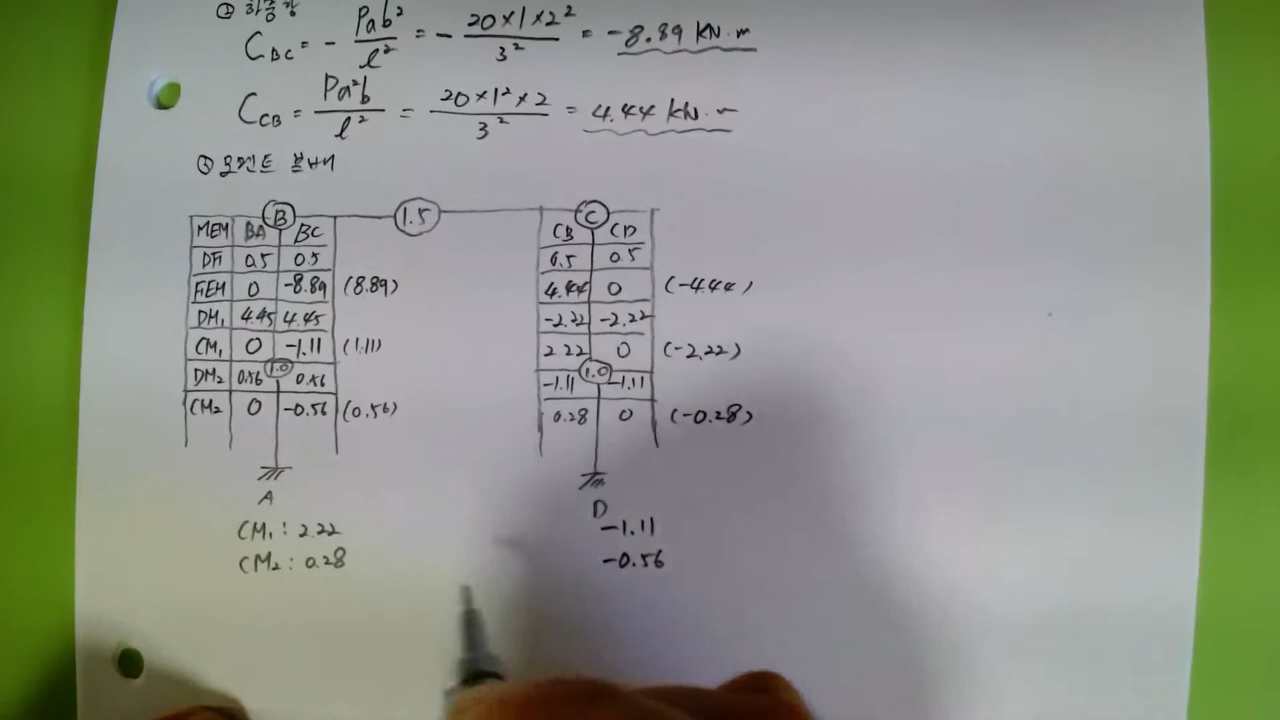 ② 하중항
C_BC = - Pab²/l² = - 20×1×2²/3² = -8.89 KN·m
C_CB = Pa²b/l² = 20×1²×2/3² = 4.44 KN·m
③ 모멘트 분배
B 1.5 C
MEM BA BC CB CD
DF 0.5 0.5 0.5 0.5
FEM 0 -8.89 (8.89) 4.44 0 (-4.44)
DM₁ 4.45 4.45 -2.22 -2.22
CM₁ 0 -1.11 (1.11) 2.22 0 (-2.22)
1.0 1.0
DM₂ 0.56 0.56 -1.11 -1.11
CM₂ 0 -0.56 (0.56) 0.28 0 (-0.28)
A D
CM₁ : 2.22 -1.11
CM₂ : 0.28 -0.56